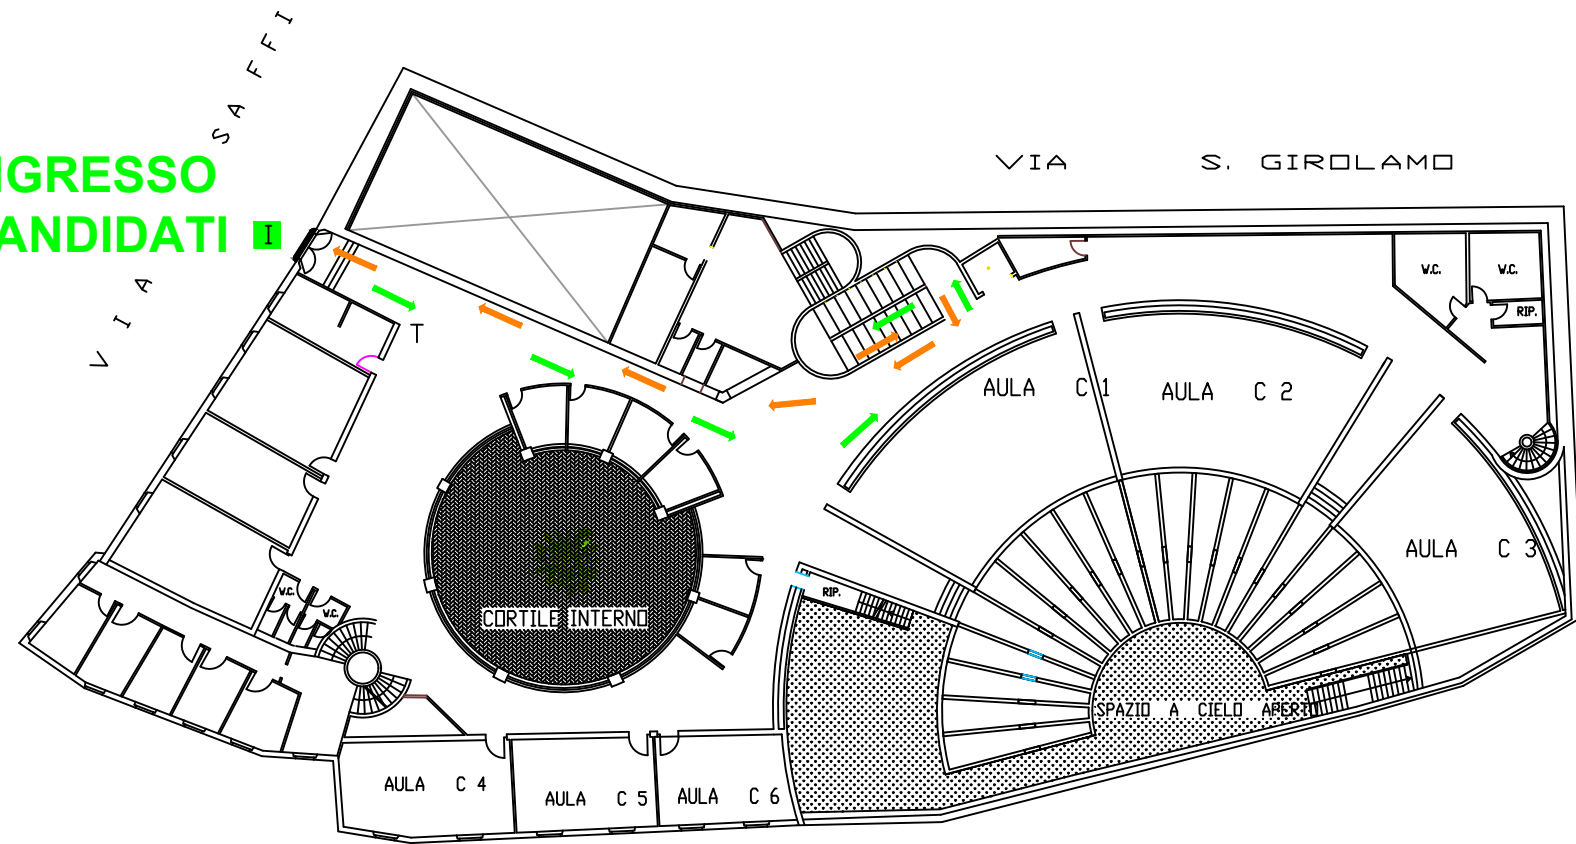 VIA SAFFI
VIA S. GIROLAMO
NGRESSO
ANDIDATI I
T
W.C.
W.C.
RIP.
AULA C 1
AULA C 2
AULA C 3
W.C.
W.C.
RIP.
CORTILE INTERNO
SPAZIO A CIELO APERTO
AULA C 4
AULA C 5
AULA C 6